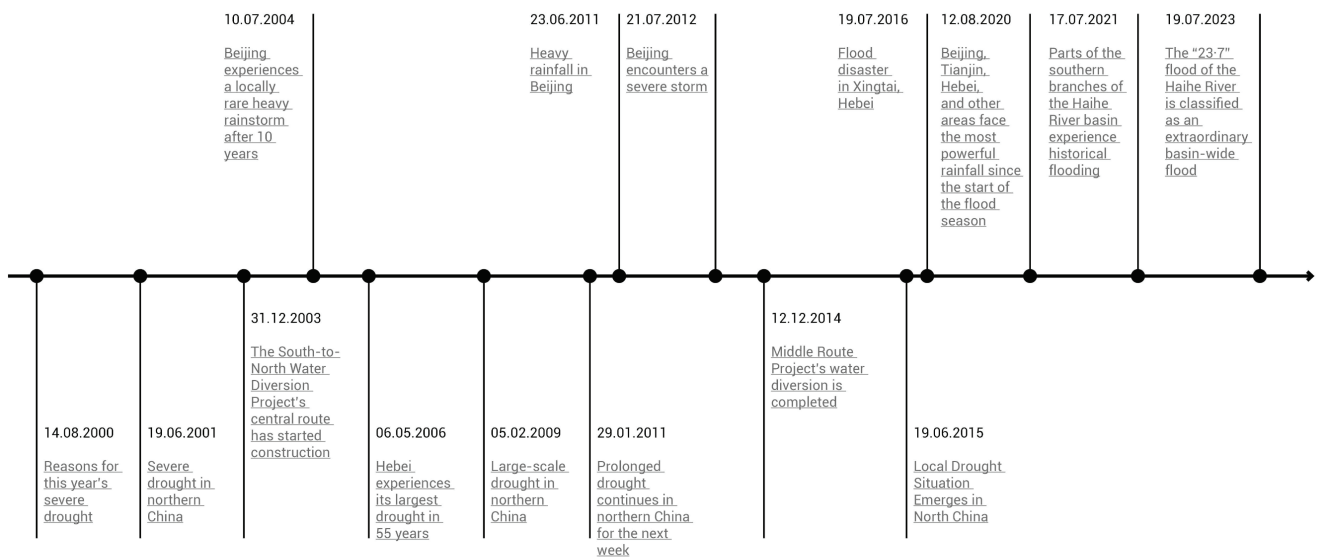 10.07.2004
Beijing
experiences
a locally
rare heavy
rainstorm
after 10
years
23.06.2011
Heavy
rainfall in
Beijing
21.07.2012
Beijing
encounters a
severe storm
19.07.2016
Flood
disaster
in Xingtai,
Hebei
12.08.2020
Beijing,
Tianjin,
Hebei,
and other
areas face
the most
powerful
rainfall since
the start of
the flood
season
17.07.2021
Parts of the
southern
branches of
the Haihe
River basin
experience
historical
flooding
19.07.2023
The “23·7”
flood of the
Haihe River
is classified
as an
extraordinary
basin-wide
flood
14.08.2000
Reasons for
this year's
severe
drought
19.06.2001
Severe
drought in
northern
China
31.12.2003
The South-to-
North Water
Diversion
Project's
central route
has started
construction
06.05.2006
Hebei
experiences
its largest
drought in
55 years
05.02.2009
Large-scale
drought in
northern
China
29.01.2011
Prolonged
drought
continues in
northern China
for the next
week
12.12.2014
Middle Route
Project's water
diversion is
completed
19.06.2015
Local Drought
Situation
Emerges in
North China